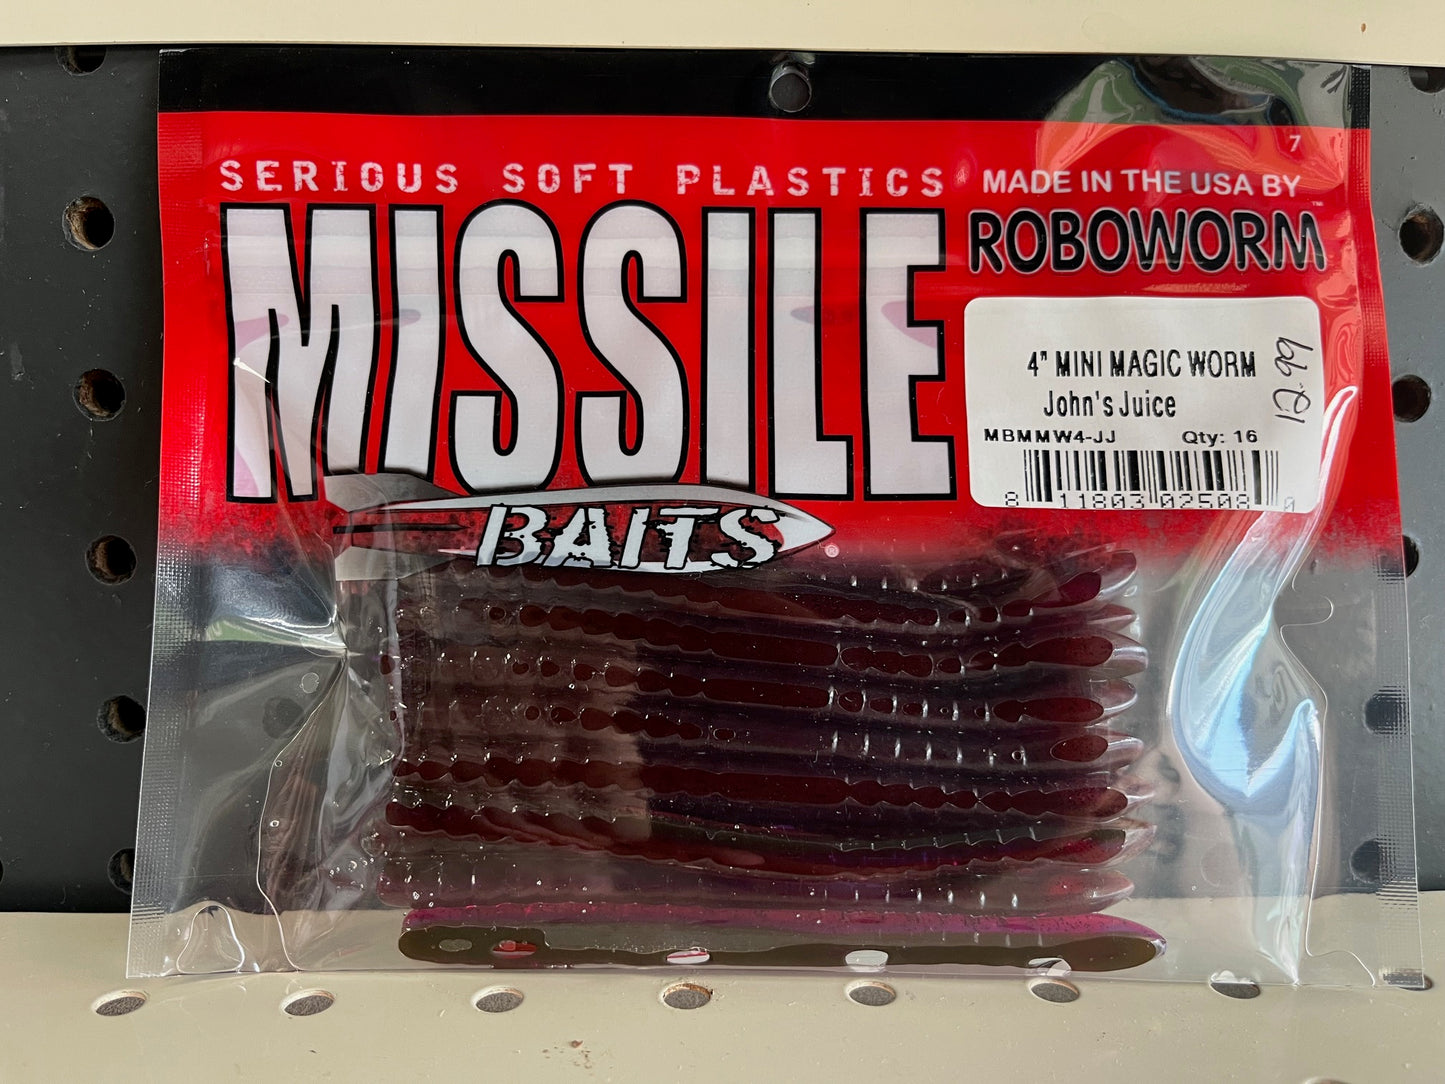 7
SERIOUS SOFT PLASTICS
MADE IN THE USA BY
MISSILE
ROBOWORM™
4" MINI MAGIC WORM
12.99
John's Juice
MBMMW4-JJ Qty: 16
8 11803 02508 0
BAITS®